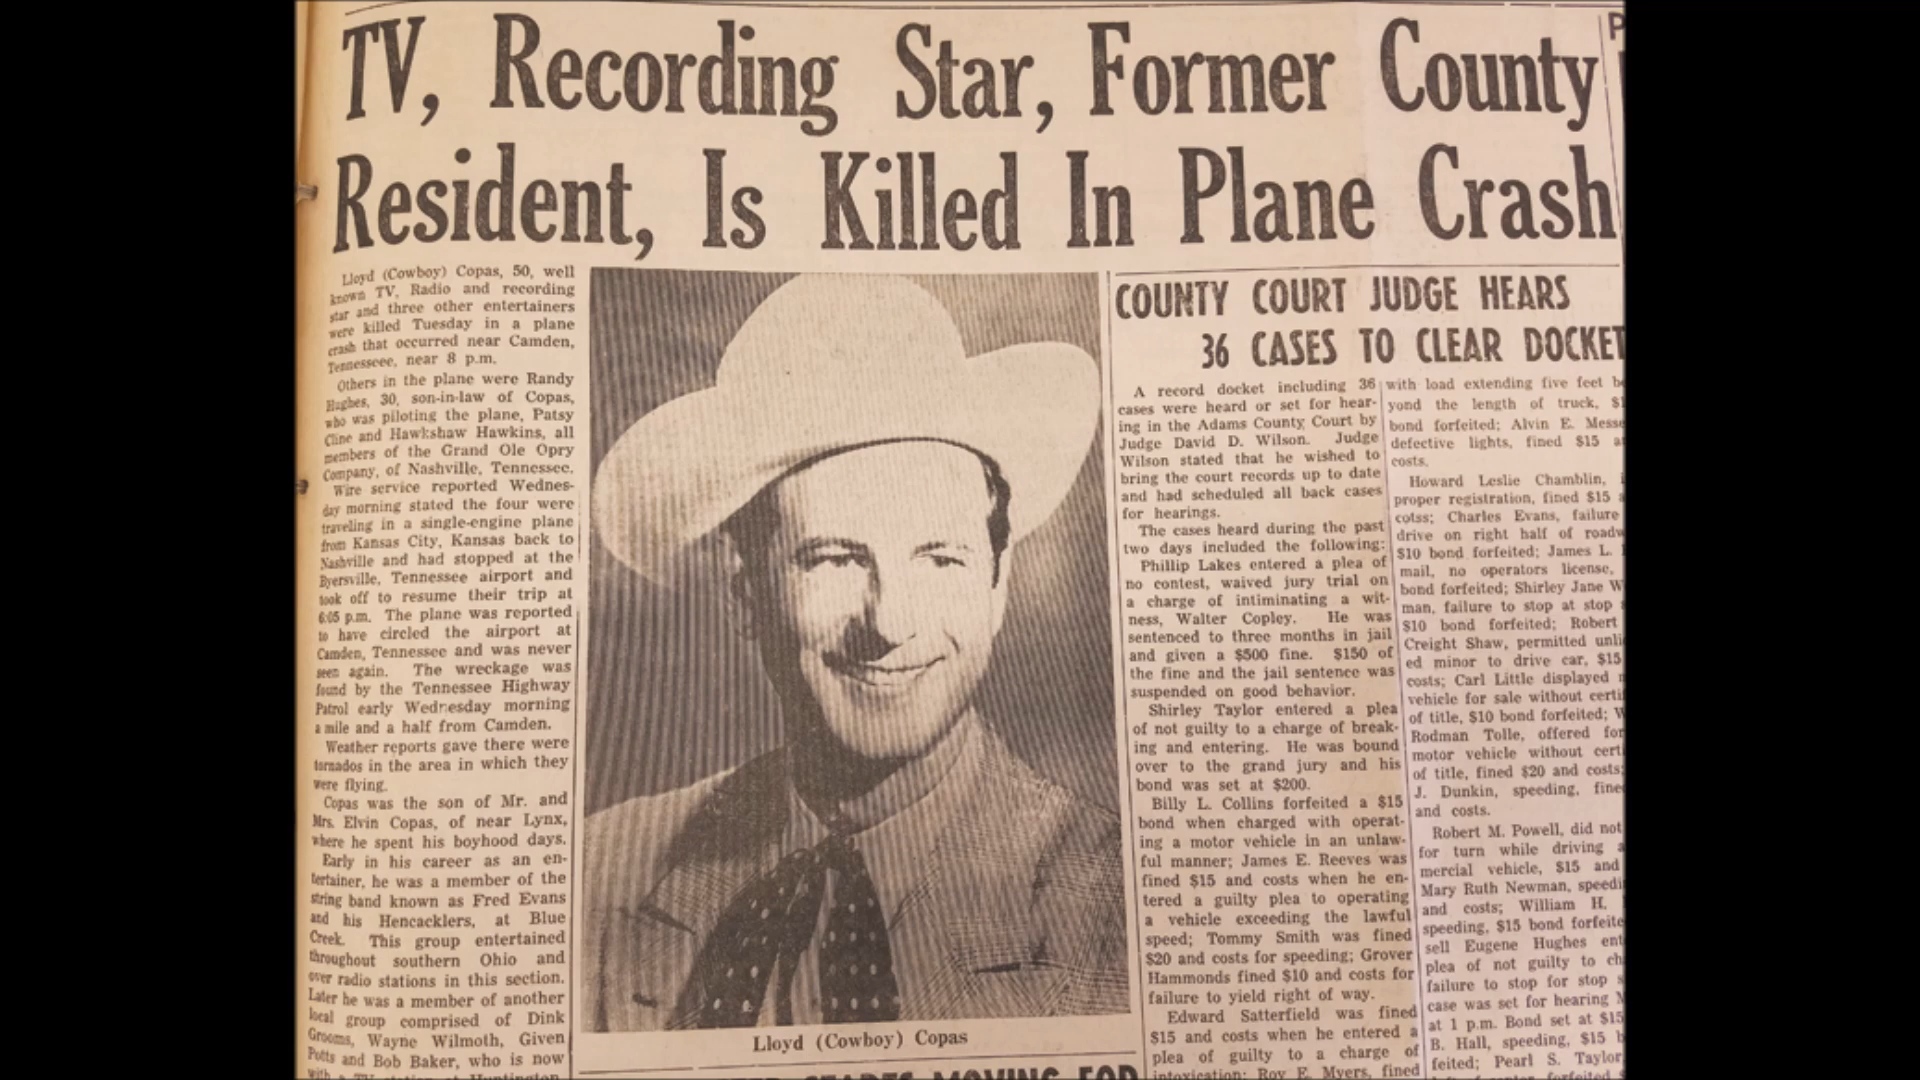 TV, Recording Star, Former County
Resident, Is Killed In Plane Crash
Lloyd (Cowboy) Copas, 50, well
known TV, Radio and recording
star and three other entertainers
were killed Tuesday in a plane
crash that occurred near Camden,
Tennesseee, near 8 p.m.
Others in the plane were Randy
Hughes, 30, son-in-law of Copas,
who was piloting the plane, Patsy
Cline and Hawkshaw Hawkins, all
members of the Grand Ole Opry
Company, of Nashville, Tennessee.
Wire service reported Wednes-
day morning stated the four were
traveling in a single-engine plane
from Kansas City, Kansas back to
Nashville and had stopped at the
Byersville, Tennessee airport and
took off to resume their trip at
6:05 p.m. The plane was reported
to have circled the airport at
Camden, Tennessee and was never
seen again. The wreckage was
found by the Tennessee Highway
Patrol early Wednesday morning
a mile and a half from Camden.
Weather reports gave there were
tornados in the area in which they
were flying.
Copas was the son of Mr. and
Mrs. Elvin Copas, of near Lynx,
where he spent his boyhood days.
Early in his career as an en-
tertainer, he was a member of the
string band known as Fred Evans
and his Hencacklers, at Blue
Creek. This group entertained
throughout southern Ohio and
over radio stations in this section.
Later he was a member of another
local group comprised of Dink
Grooms, Wayne Wilmoth, Given
Potts and Bob Baker, who is now
Lloyd (Cowboy) Copas
COUNTY COURT JUDGE HEARS
36 CASES TO CLEAR DOCKET
A record docket including 36
cases were heard or set for hear-
ing in the Adams County Court by
Judge David D. Wilson. Judge
Wilson stated that he wished to
bring the court records up to date
and had scheduled all back cases
for hearings.
The cases heard during the past
two days included the following:
Phillip Lakes entered a plea of
no contest, waived jury trial on
a charge of intiminating a wit-
ness, Walter Copley. He was
sentenced to three months in jail
and given a $500 fine. $150 of
the fine and the jail sentence was
suspended on good behavior.
Shirley Taylor entered a plea
of not guilty to a charge of break-
ing and entering. He was bound
over to the grand jury and his
bond was set at $200.
Billy L. Collins forfeited a $15
bond when charged with operat-
ing a motor vehicle in an unlaw-
ful manner; James E. Reeves was
fined $15 and costs when he en-
tered a guilty plea to operating
a vehicle exceeding the lawful
speed; Tommy Smith was fined
$20 and costs for speeding; Grover
Hammonds fined $10 and costs for
failure to yield right of way.
Edward Satterfield was fined
$15 and costs when he entered a
plea of guilty to a charge of
intoxication; Roy E. Myers, fined
with load extending five feet be
yond the length of truck, $1
bond forfeited; Alvin E. Messe
defective lights, fined $15 a
costs.
Howard Leslie Chamblin,
proper registration, fined $15 a
cotss; Charles Evans, failure
drive on right half of roadw
$10 bond forfeited; James L.
mail, no operators license,
bond forfeited; Shirley Jane W
man, failure to stop at stop
$10 bond forfeited; Robert
Creight Shaw, permitted unli
ed minor to drive car, $15
costs; Carl Little displayed
vehicle for sale without certi
of title, $10 bond forfeited; W
Rodman Tolle, offered for
motor vehicle without cert
of title, fined $20 and costs;
J. Dunkin, speeding, fine
and costs.
Robert M. Powell, did not
for turn while driving a
mercial vehicle, $15 and
Mary Ruth Newman, speedi
and costs; William H.
speeding, $15 bond forfeite
sell Eugene Hughes ent
plea of not guilty to ch
failure to stop for stop s
case was set for hearing M
at 1 p.m. Bond set at $15
B. Hall, speeding, $15 b
feited; Pearl S. Taylor,